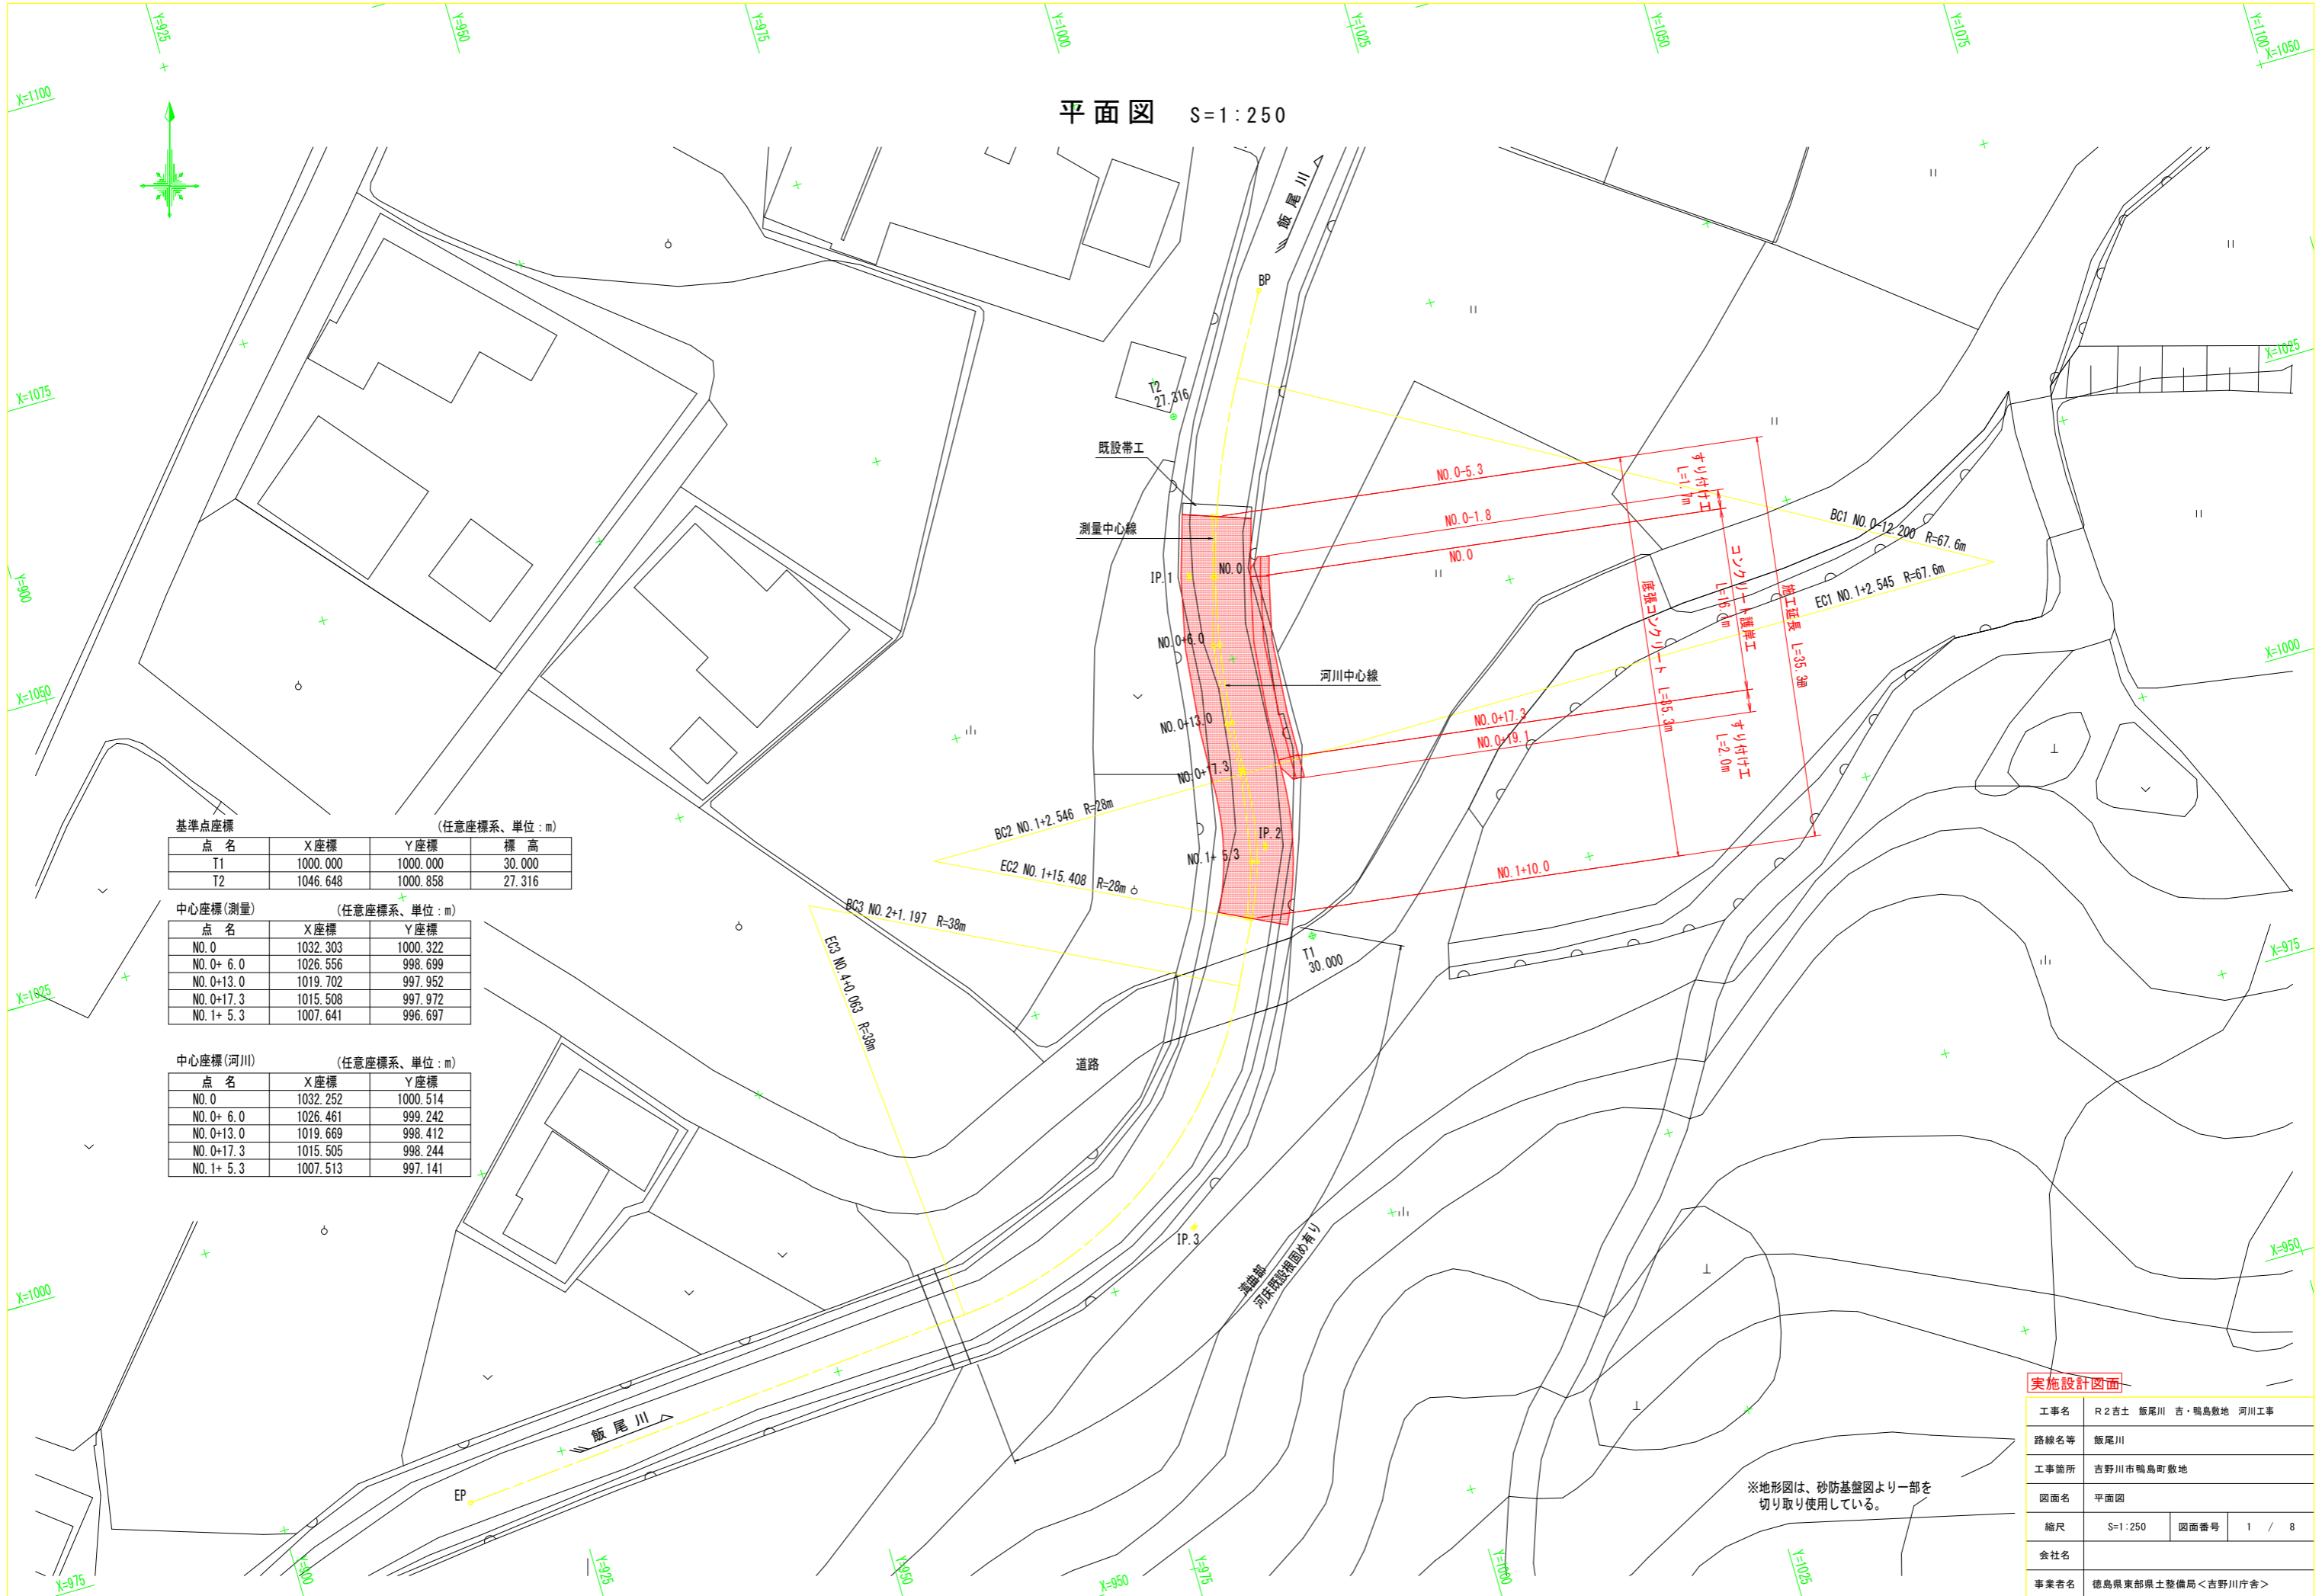 Y=925
Y=950
Y=975
Y=1000
Y=1025
Y=1050
Y=1075
Y=1100
X=1050
X=1100
平面図 S=1:250
飯尾川
BP
X=1025
X=1075
T2
27.316
既設帯工
測量中心線
NO.0-5.3
すり付け工
L=1.7m
NO.0-1.8
BC1 NO.0-12.200 R=67.6m
NO.0
IP.1
NO.0
Y=900
コンクリート護岸工
底張コンクリート L=35.3m
施工延長 L=35.3m
EC1 NO.1+2.545 R=67.6m
NO.0+6.0
X=1000
河川中心線
X=1050
NO.0+13.0
NO.0+17.3
NO.0+19.1
すり付け工
L=2.0m
NO.0+17.3
BC2 NO.1+2.546 R=28m
IP.2
NO.1+ 5.3
EC2 NO.1+15.408 R=28m
NO.1+10.0
BC3 NO.2+1.197 R=38m
EC3 NO.4+0.063 R=38m
T1
30.000
X=975
基準点座標 (任意座標系、単位:m)
点 名 X座標 Y座標 標 高
T1 1000.000 1000.000 30.000
T2 1046.648 1000.858 27.316
中心座標(測量) (任意座標系、単位:m)
点 名 X座標 Y座標
NO.0 1032.303 1000.322
NO.0+ 6.0 1026.556 998.699
NO.0+13.0 1019.702 997.952
NO.0+17.3 1015.508 997.972
NO.1+ 5.3 1007.641 996.697
X=1025
中心座標(河川) (任意座標系、単位:m)
点 名 X座標 Y座標
NO.0 1032.252 1000.514
NO.0+ 6.0 1026.461 999.242
NO.0+13.0 1019.669 998.412
NO.0+17.3 1015.505 998.244
NO.1+ 5.3 1007.513 997.141
道路
IP.3
湾曲部
河床既設根固め有り
X=950
X=1000
飯尾川
EP
※地形図は、砂防基盤図より一部を
切り取り使用している。
実施設計図面
工事名 R2吉土 飯尾川 吉・鴨島敷地 河川工事
路線名等 飯尾川
工事箇所 吉野川市鴨島町敷地
図面名 平面図
縮尺 S=1:250 図面番号 1 / 8
会社名
事業者名 徳島県東部県土整備局<吉野川庁舎>
X=975
Y=900
Y=925
Y=950
X=950
Y=975
Y=1000
Y=1025